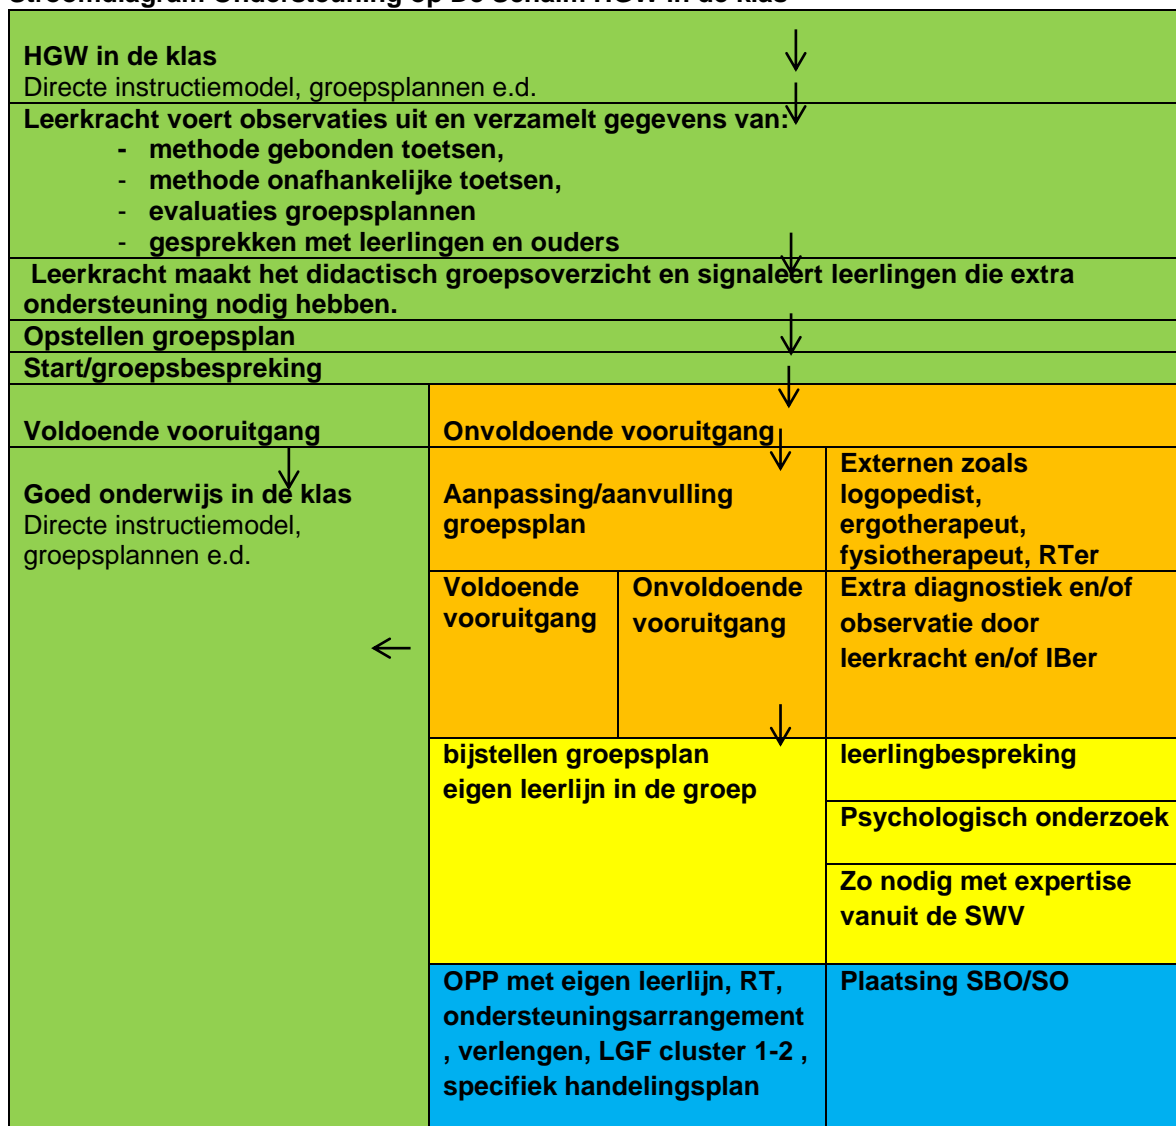 HGW in de klas
Directe instructiemodel, groepsplannen e.d.
Leerkracht voert observaties uit en verzamelt gegevens van:
- methode gebonden toetsen,
- methode onafhankelijke toetsen,
- evaluaties groepsplannen
- gesprekken met leerlingen en ouders
Leerkracht maakt het didactisch groepsoverzicht en signaleert leerlingen die extra
ondersteuning nodig hebben.
Opstellen groepsplan
Start/groepsbespreking
Voldoende vooruitgang
Onvoldoende vooruitgang
Goed onderwijs in de klas
Directe instructiemodel,
groepsplannen e.d.
Aanpassing/aanvulling
groepsplan
Externen zoals
logopedist,
ergotherapeut,
fysiotherapeut, RTer
Voldoende
vooruitgang
Onvoldoende
vooruitgang
Extra diagnostiek en/of
observatie door
leerkracht en/of IBer
bijstellen groepsplan
eigen leerlijn in de groep
leerlingbespreking
Psychologisch onderzoek
Zo nodig met expertise
vanuit de SWV
OPP met eigen leerlijn, RT,
ondersteuningsarrangement
, verlengen, LGF cluster 1-2 ,
specifiek handelingsplan
Plaatsing SBO/SO